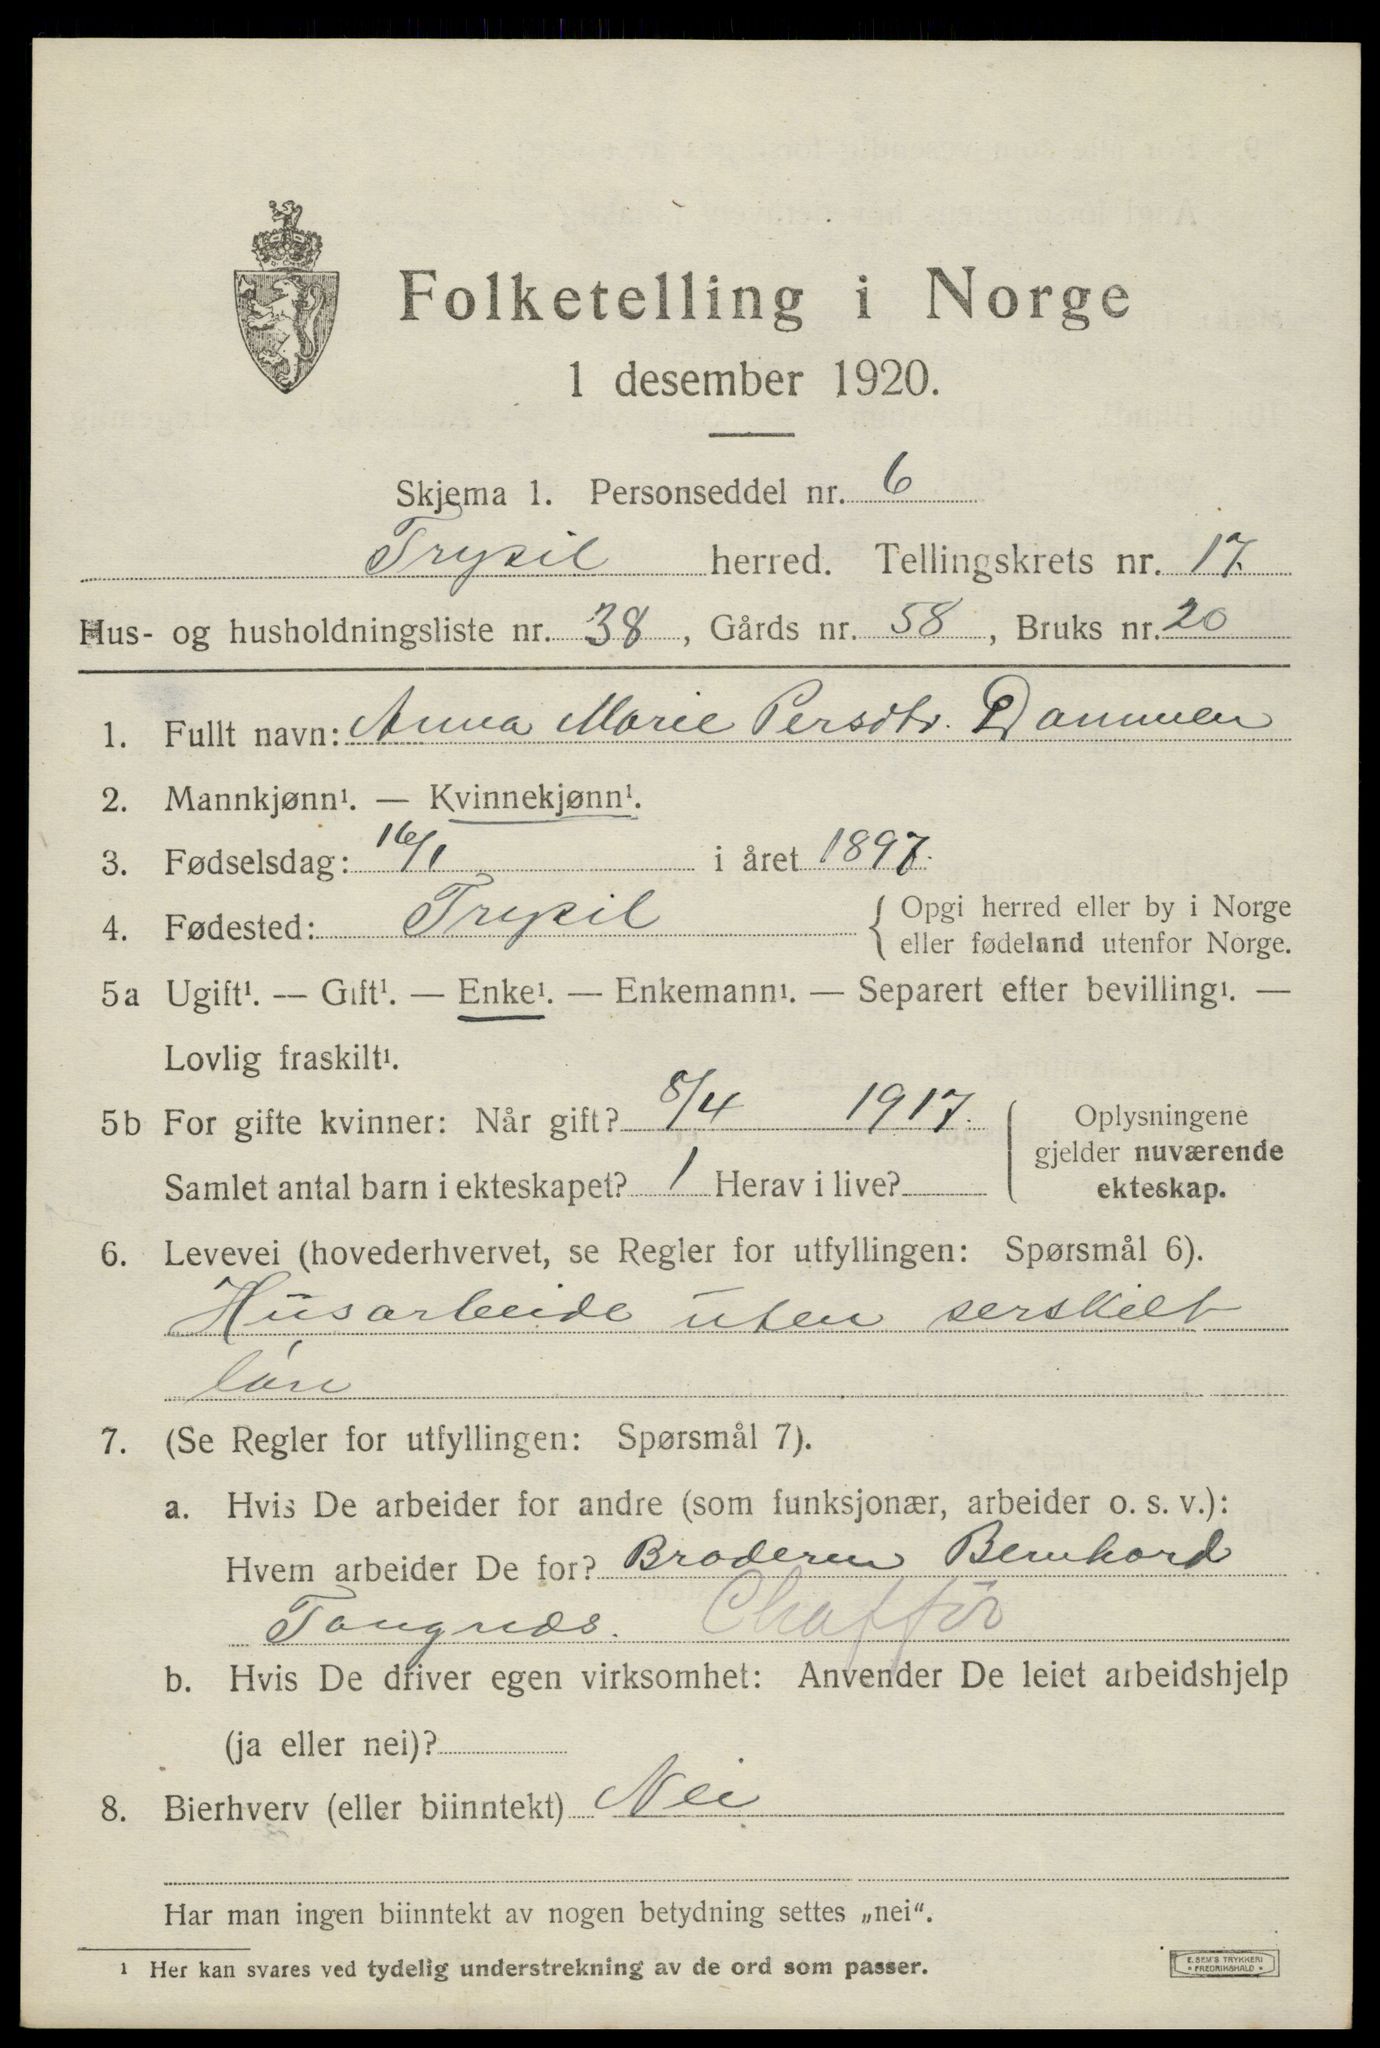 Folketelling i Norge
1 desember 1920.
Skjema 1. Personseddel nr. 6
Trysil herred. Tellingskrets nr. 17.
Hus- og husholdningsliste nr. 38, Gårds nr. 58, Bruks nr. 20
1. Fullt navn: Anna Marie Persdtr. Dammen
2. Mannkjønn¹. — Kvinnekjønn¹.
3. Fødselsdag: 16/1 i året 1897.
4. Fødested: Trysil { Opgi herred eller by i Norge
eller fødeland utenfor Norge.
5a Ugift¹. — Gift¹. — Enke¹. — Enkemann¹. — Separert efter bevilling¹. —
Lovlig fraskilt¹.
5b For gifte kvinner: Når gift? 8/4 1917.
Samlet antal barn i ekteskapet? 1 Herav i live?
Oplysningene
gjelder nuværende
ekteskap.
6. Levevei (hovederhvervet, se Regler for utfyllingen: Spørsmål 6).
Husarbeide uten serskilt
løn
7. (Se Regler for utfyllingen: Spørsmål 7).
a. Hvis De arbeider for andre (som funksjonær, arbeider o. s. v.):
Hvem arbeider De for? Broderen Bernhard
Tangnæs. Chaffør
b. Hvis De driver egen virksomhet: Anvender De leiet arbeidshjelp
(ja eller nei)?
8. Bierhverv (eller biinntekt) Nei
Har man ingen biinntekt av nogen betydning settes „nei“.
¹ Her kan svares ved tydelig understrekning av de ord som passer.
E. SEM'S TRYKKERI
FREDRIKSHALD